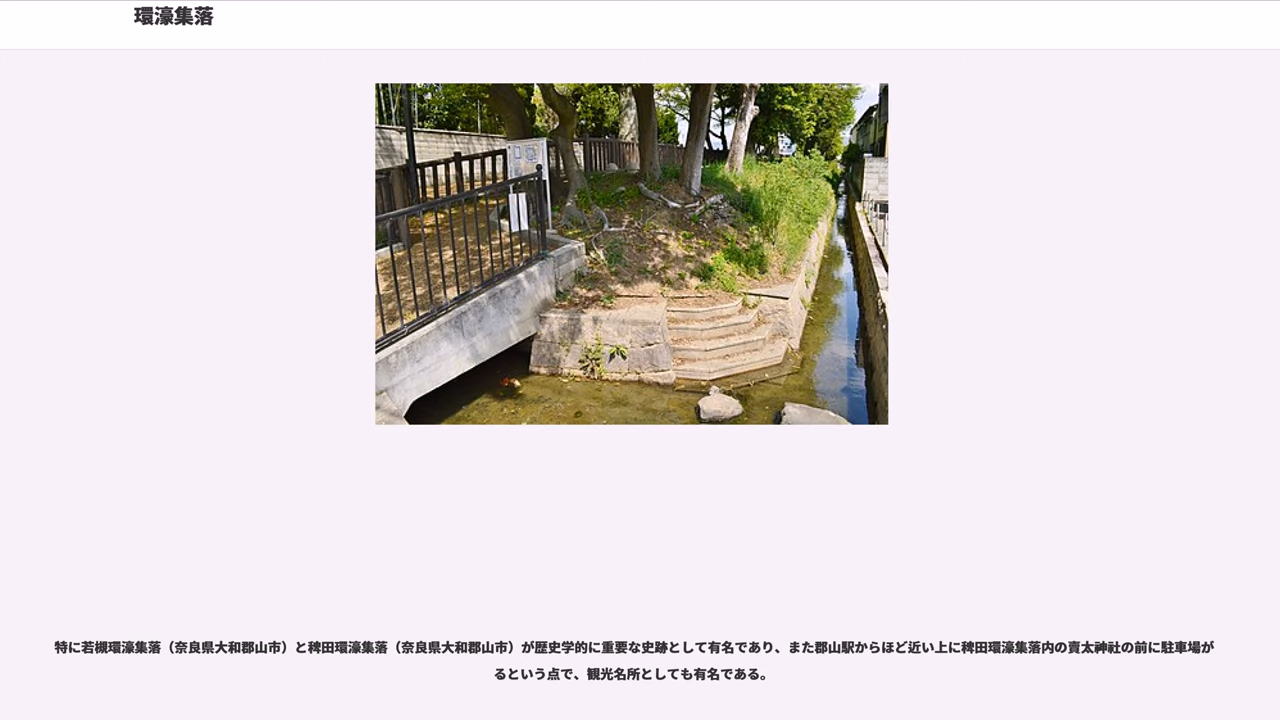 環濠集落
特に若槻環濠集落（奈良県大和郡山市）と稗田環濠集落（奈良県大和郡山市）が歴史学的に重要な史跡として有名であり、また郡山駅からほど近い上に稗田環濠集落内の賣太神社の前に駐車場が
るという点で、観光名所としても有名である。